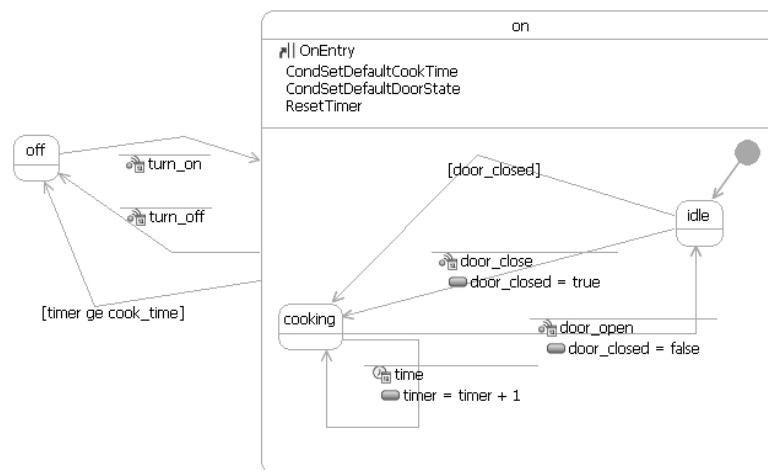 on
OnEntry
CondSetDefaultCookTime
CondSetDefaultDoorState
ResetTimer
off
turn_on
turn_off
[timer ge cook_time]
[door_closed]
idle
door_close
door_closed = true
cooking
door_open
door_closed = false
time
timer = timer + 1